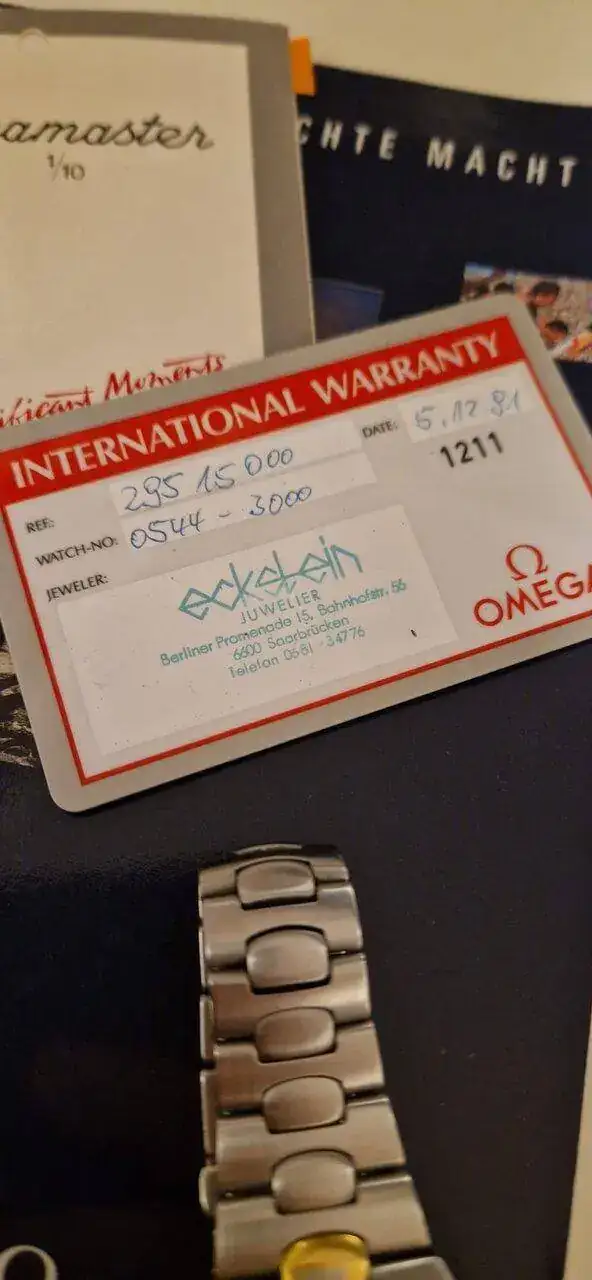 amaster
1/10
CHTE MACHT
ificant Moments
INTERNATIONAL WARRANTY
REF: 295 15 000
DATE: 5.12 91
WATCH-NO: 0544 - 3000
1211
JEWELER:
eckstein
JUWELIER
Berliner Promenade 15, Bahnhofstr. 56
6600 Saarbrücken
Telefon 0681 - 34776
Ω
OMEGA